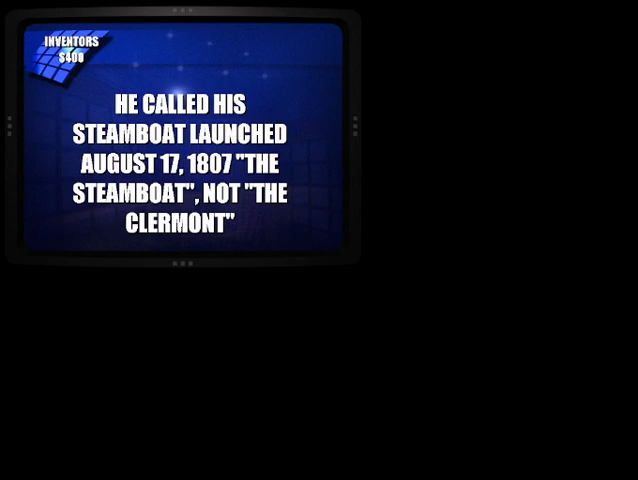 INVENTORS
$400
HE CALLED HIS
STEAMBOAT LAUNCHED
AUGUST 17, 1807 "THE
STEAMBOAT", NOT "THE
CLERMONT"